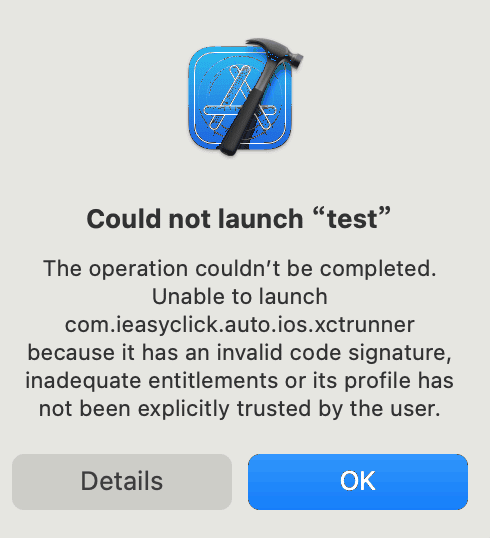 Could not launch “test”
The operation couldn’t be completed.
Unable to launch
com.ieasyclick.auto.ios.xctrunner
because it has an invalid code signature,
inadequate entitlements or its profile has
not been explicitly trusted by the user.
Details
OK